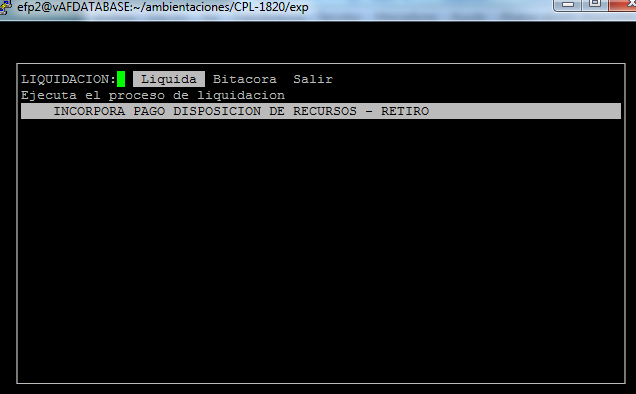 efp2@vAFDATABASE:~/ambientaciones/CPL-1820/exp
LIQUIDACION: Liquida Bitacora Salir
Ejecuta el proceso de liquidacion
INCORPORA PAGO DISPOSICION DE RECURSOS - RETIRO